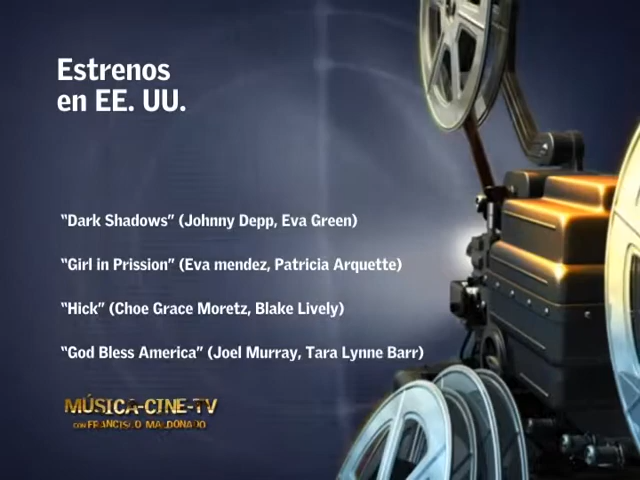 Estrenos
en EE. UU.
“Dark Shadows” (Johnny Depp, Eva Green)
“Girl in Prission” (Eva mendez, Patricia Arquette)
“Hick” (Choe Grace Moretz, Blake Lively)
“God Bless America” (Joel Murray, Tara Lynne Barr)
MÚSICA-CINE-TV
CON FRANCISCO MALDONADO